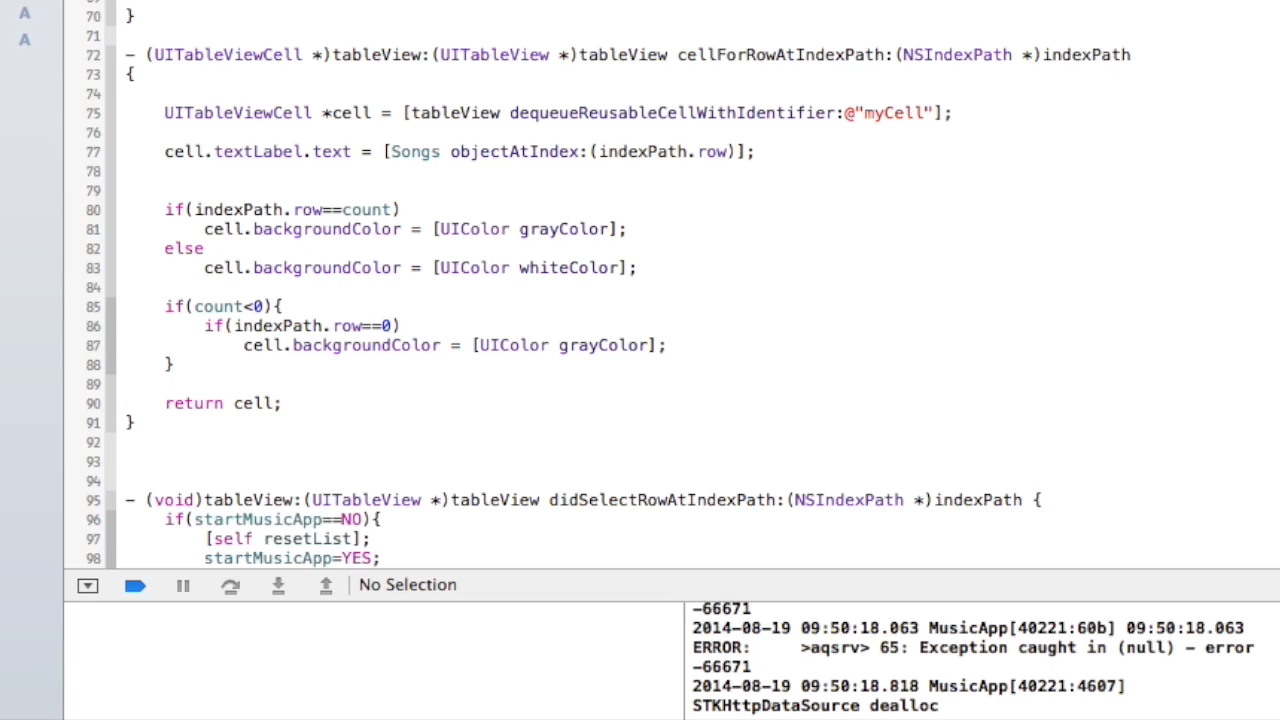 A
A
70 }
71
72 - (UITableViewCell *)tableView:(UITableView *)tableView cellForRowAtIndexPath:(NSIndexPath *)indexPath
73 {
74
75 UITableViewCell *cell = [tableView dequeueReusableCellWithIdentifier:@"myCell"];
76
77 cell.textLabel.text = [Songs objectAtIndex:(indexPath.row)];
78
79
80 if(indexPath.row==count)
81 cell.backgroundColor = [UIColor grayColor];
82 else
83 cell.backgroundColor = [UIColor whiteColor];
84
85 if(count<0){
86 if(indexPath.row==0)
87 cell.backgroundColor = [UIColor grayColor];
88 }
89
90 return cell;
91 }
92
93
94
95 - (void)tableView:(UITableView *)tableView didSelectRowAtIndexPath:(NSIndexPath *)indexPath {
96 if(startMusicApp==NO){
97 [self resetList];
98 startMusicApp=YES;
No Selection
-66671
2014-08-19 09:50:18.063 MusicApp[40221:60b] 09:50:18.063
ERROR: >aqsrv> 65: Exception caught in (null) - error
-66671
2014-08-19 09:50:18.818 MusicApp[40221:4607]
STKHttpDataSource dealloc